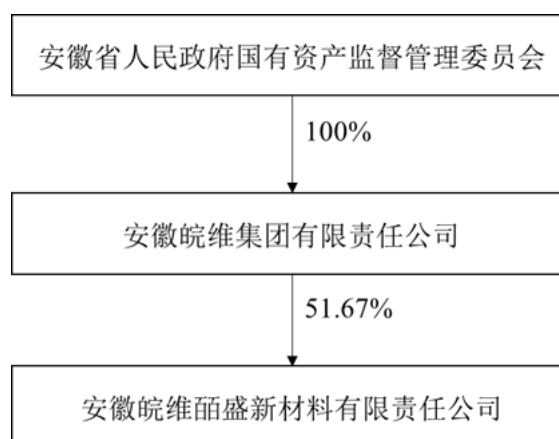 安徽省人民政府国有资产监督管理委员会
100%
安徽皖维集团有限责任公司
51.67%
安徽皖维皕盛新材料有限责任公司